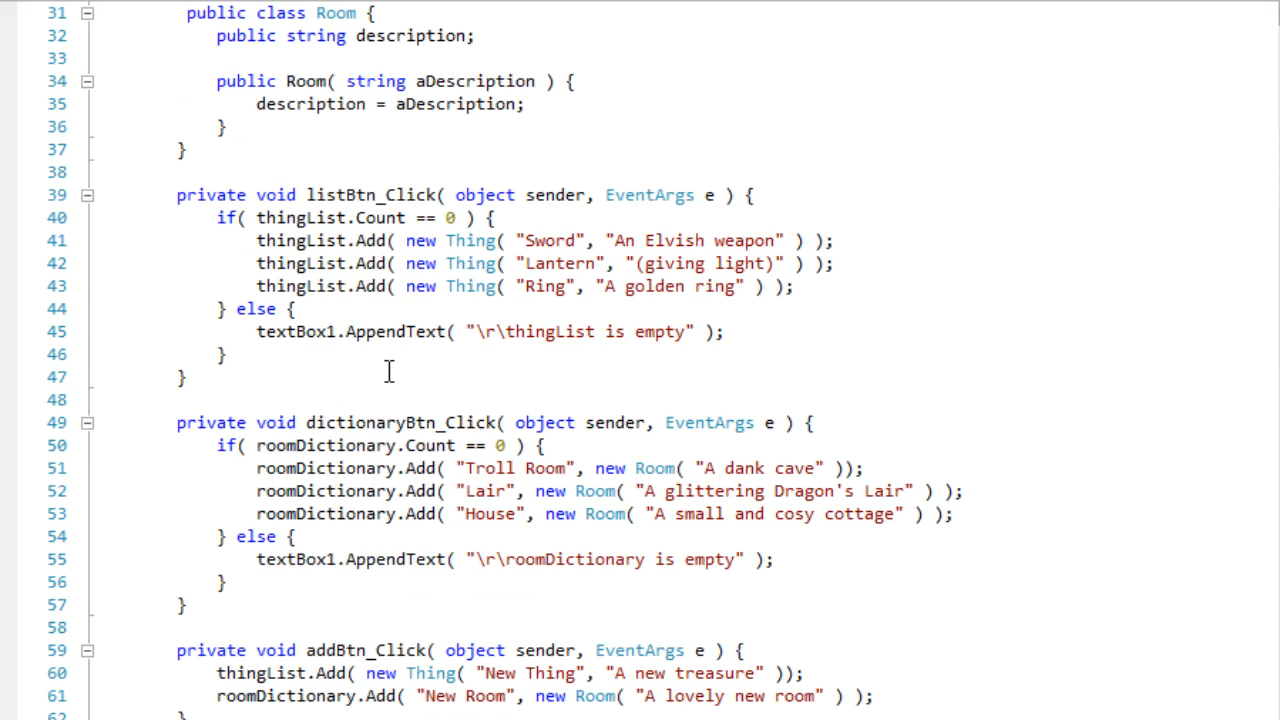 31 public class Room {
32 public string description;
33
34 public Room( string aDescription ) {
35 description = aDescription;
36 }
37 }
38
39 private void listBtn_Click( object sender, EventArgs e ) {
40 if( thingList.Count == 0 ) {
41 thingList.Add( new Thing( "Sword", "An Elvish weapon" ) );
42 thingList.Add( new Thing( "Lantern", "(giving light)" ) );
43 thingList.Add( new Thing( "Ring", "A golden ring" ) );
44 } else {
45 textBox1.AppendText( "\r\thingList is empty" );
46 }
47 }
48
49 private void dictionaryBtn_Click( object sender, EventArgs e ) {
50 if( roomDictionary.Count == 0 ) {
51 roomDictionary.Add( "Troll Room", new Room( "A dank cave" ));
52 roomDictionary.Add( "Lair", new Room( "A glittering Dragon's Lair" ) );
53 roomDictionary.Add( "House", new Room( "A small and cosy cottage" ) );
54 } else {
55 textBox1.AppendText( "\r\roomDictionary is empty" );
56 }
57 }
58
59 private void addBtn_Click( object sender, EventArgs e ) {
60 thingList.Add( new Thing( "New Thing", "A new treasure" ));
61 roomDictionary.Add( "New Room", new Room( "A lovely new room" ) );
62 }